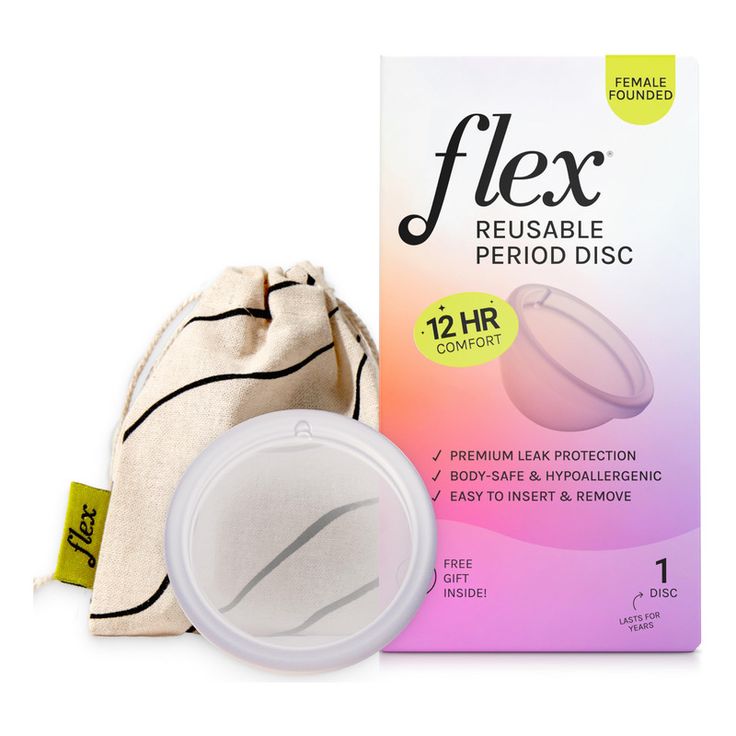 FEMALE
FOUNDED
flex®
REUSABLE
PERIOD DISC
12 HR
COMFORT
✓ PREMIUM LEAK PROTECTION
✓ BODY-SAFE & HYPOALLERGENIC
✓ EASY TO INSERT & REMOVE
flex
FREE
GIFT
INSIDE!
1
DISC
LASTS FOR
YEARS